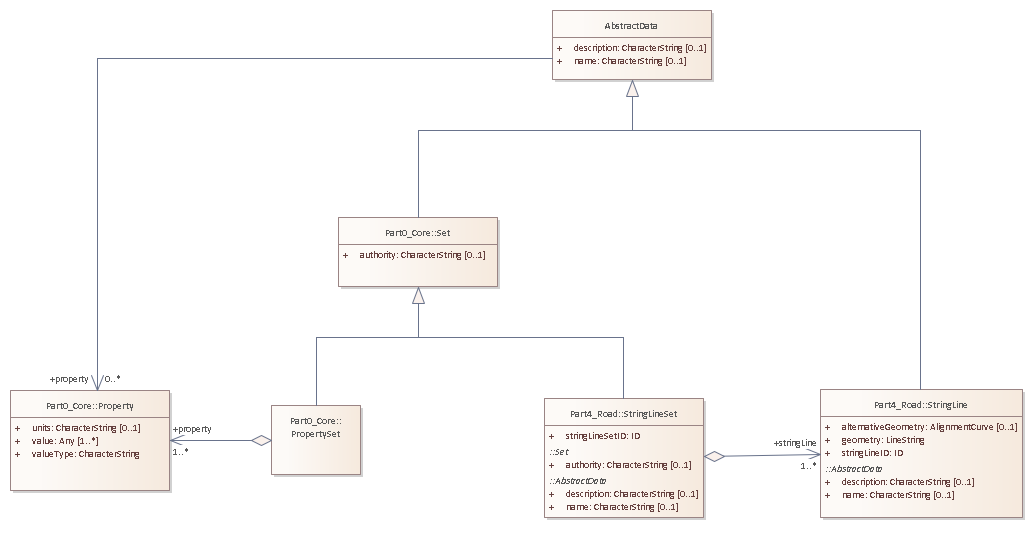 AbstractData
+ description: CharacterString [0..1]
+ name: CharacterString [0..1]
Part0_Core::Set
+ authority: CharacterString [0..1]
+property 0..*
Part0_Core::Property
+ units: CharacterString [0..1]
+ value: Any [1..*]
+ valueType: CharacterString
+property
1..*
Part0_Core::
PropertySet
Part4_Road::StringLineSet
+ stringLineSetID: ID
::Set
+ authority: CharacterString [0..1]
::AbstractData
+ description: CharacterString [0..1]
+ name: CharacterString [0..1]
+stringLine
1..*
Part4_Road::StringLine
+ alternativeGeometry: AlignmentCurve [0..1]
+ geometry: LineString
+ stringLineID: ID
::AbstractData
+ description: CharacterString [0..1]
+ name: CharacterString [0..1]